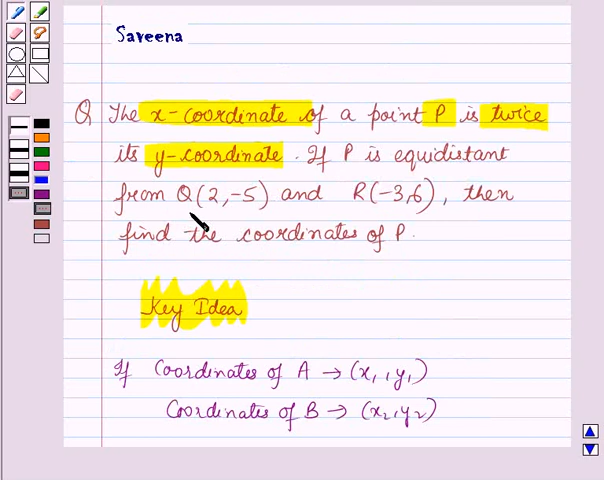 Saveena
Q The x-coordinate of a point P is twice
its y-coordinate. If P is equidistant
from Q(2,-5) and R(-3,6), then
find the coordinates of P.
Key Idea
If Coordinates of A → (x₁,y₁)
Coordinates of B → (x₂,y₂)